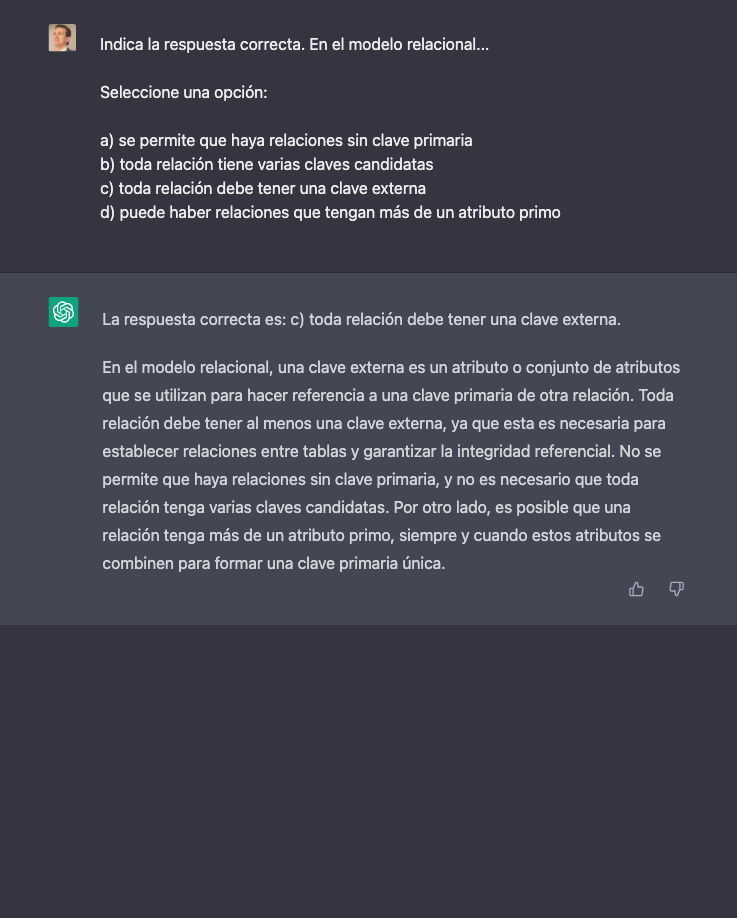 Indica la respuesta correcta. En el modelo relacional...
Seleccione una opción:
a) se permite que haya relaciones sin clave primaria
b) toda relación tiene varias claves candidatas
c) toda relación debe tener una clave externa
d) puede haber relaciones que tengan más de un atributo primo
La respuesta correcta es: c) toda relación debe tener una clave externa.
En el modelo relacional, una clave externa es un atributo o conjunto de atributos
que se utilizan para hacer referencia a una clave primaria de otra relación. Toda
relación debe tener al menos una clave externa, ya que esta es necesaria para
establecer relaciones entre tablas y garantizar la integridad referencial. No se
permite que haya relaciones sin clave primaria, y no es necesario que toda
relación tenga varias claves candidatas. Por otro lado, es posible que una
relación tenga más de un atributo primo, siempre y cuando estos atributos se
combinen para formar una clave primaria única.